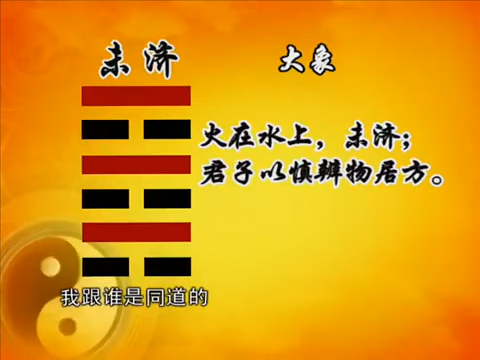 未济
大象
火在水上，未济；
君子以慎辨物居方。
我跟谁是同道的